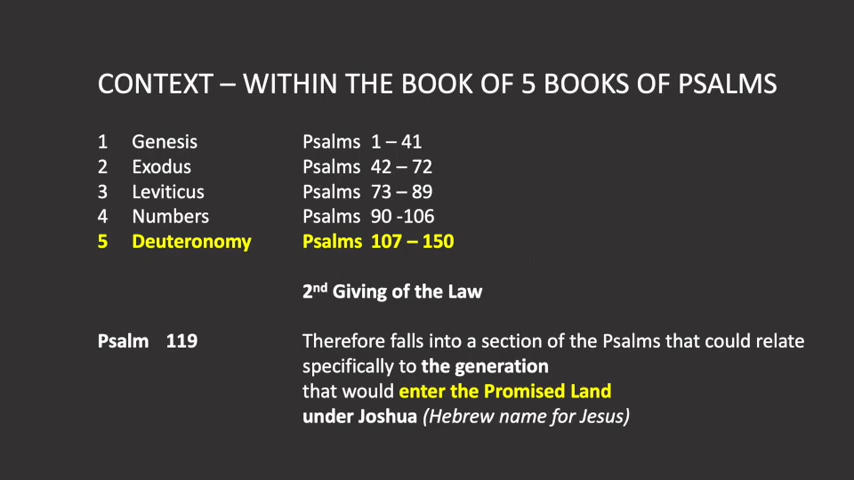 CONTEXT – WITHIN THE BOOK OF 5 BOOKS OF PSALMS
1 Genesis Psalms 1 – 41
2 Exodus Psalms 42 – 72
3 Leviticus Psalms 73 – 89
4 Numbers Psalms 90 -106
5 Deuteronomy Psalms 107 – 150
2nd Giving of the Law
Psalm 119 Therefore falls into a section of the Psalms that could relate
specifically to the generation
that would enter the Promised Land
under Joshua (Hebrew name for Jesus)